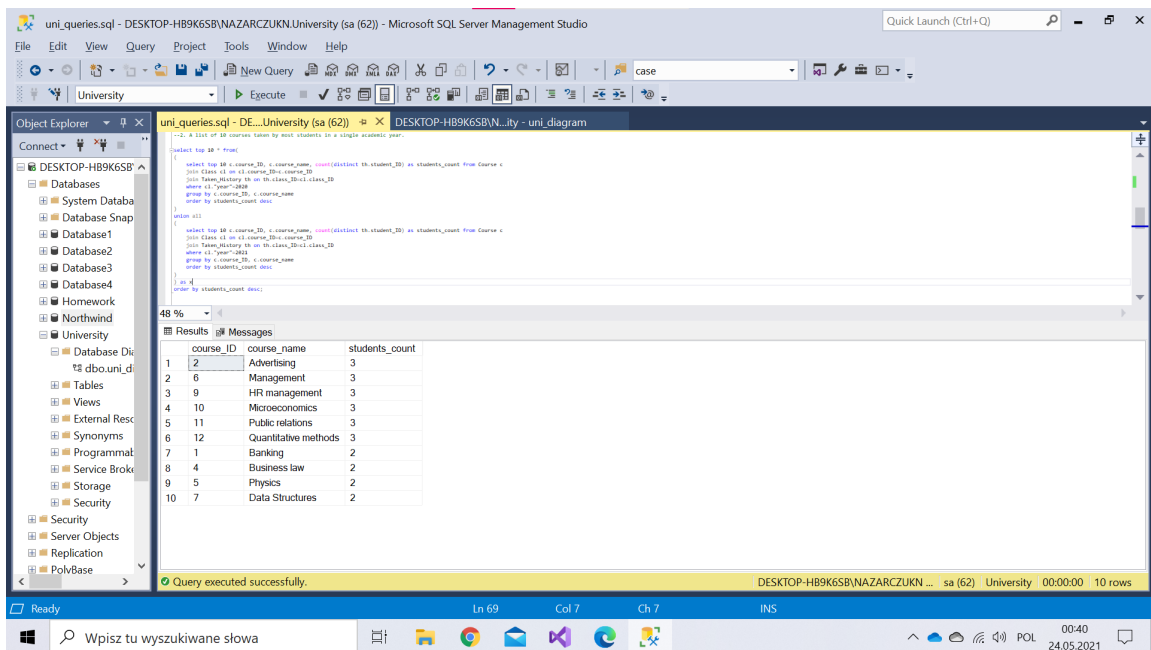 uni_queries.sql - DESKTOP-HB9K6SB\NAZARCZUKN.University (sa (62)) - Microsoft SQL Server Management Studio
Quick Launch (Ctrl+Q)
File Edit View Query Project Tools Window Help
New Query MDX DMX XMLA DAX case
University Execute
Object Explorer
uni_queries.sql - DE....University (sa (62)) DESKTOP-HB9K6SB\N...ity - uni_diagram
Connect
DESKTOP-HB9K6SB\
Databases
System Databa
Database Snap
Database1
Database2
Database3
Database4
Homework
Northwind
University
Database Dia
dbo.uni_di
Tables
Views
External Resc
Synonyms
Programmab
Service Broke
Storage
Security
Security
Server Objects
Replication
PolyBase
--2. A list of 10 courses taken by most students in a single academic year.
select top 10 * from(
(
select top 10 c.course_ID, c.course_name, count(distinct th.student_ID) as students_count from Course c
join Class cl on cl.course_ID=c.course_ID
join Taken_History th on th.class_ID=cl.class_ID
where cl."year"=2020
group by c.course_ID, c.course_name
order by students_count desc
)
union all
(
select top 10 c.course_ID, c.course_name, count(distinct th.student_ID) as students_count from Course c
join Class cl on cl.course_ID=c.course_ID
join Taken_History th on th.class_ID=cl.class_ID
where cl."year"=2021
group by c.course_ID, c.course_name
order by students_count desc
)
) as x
order by students_count desc;
48 %
Results Messages
course_ID course_name students_count
1 2 Advertising 3
2 6 Management 3
3 9 HR management 3
4 10 Microeconomics 3
5 11 Public relations 3
6 12 Quantitative methods 3
7 1 Banking 2
8 4 Business law 2
9 5 Physics 2
10 7 Data Structures 2
Query executed successfully. DESKTOP-HB9K6SB\NAZARCZUKN ... sa (62) University 00:00:00 10 rows
Ready Ln 69 Col 7 Ch 7 INS
Wpisz tu wyszukiwane słowa
POL
00:40
24.05.2021